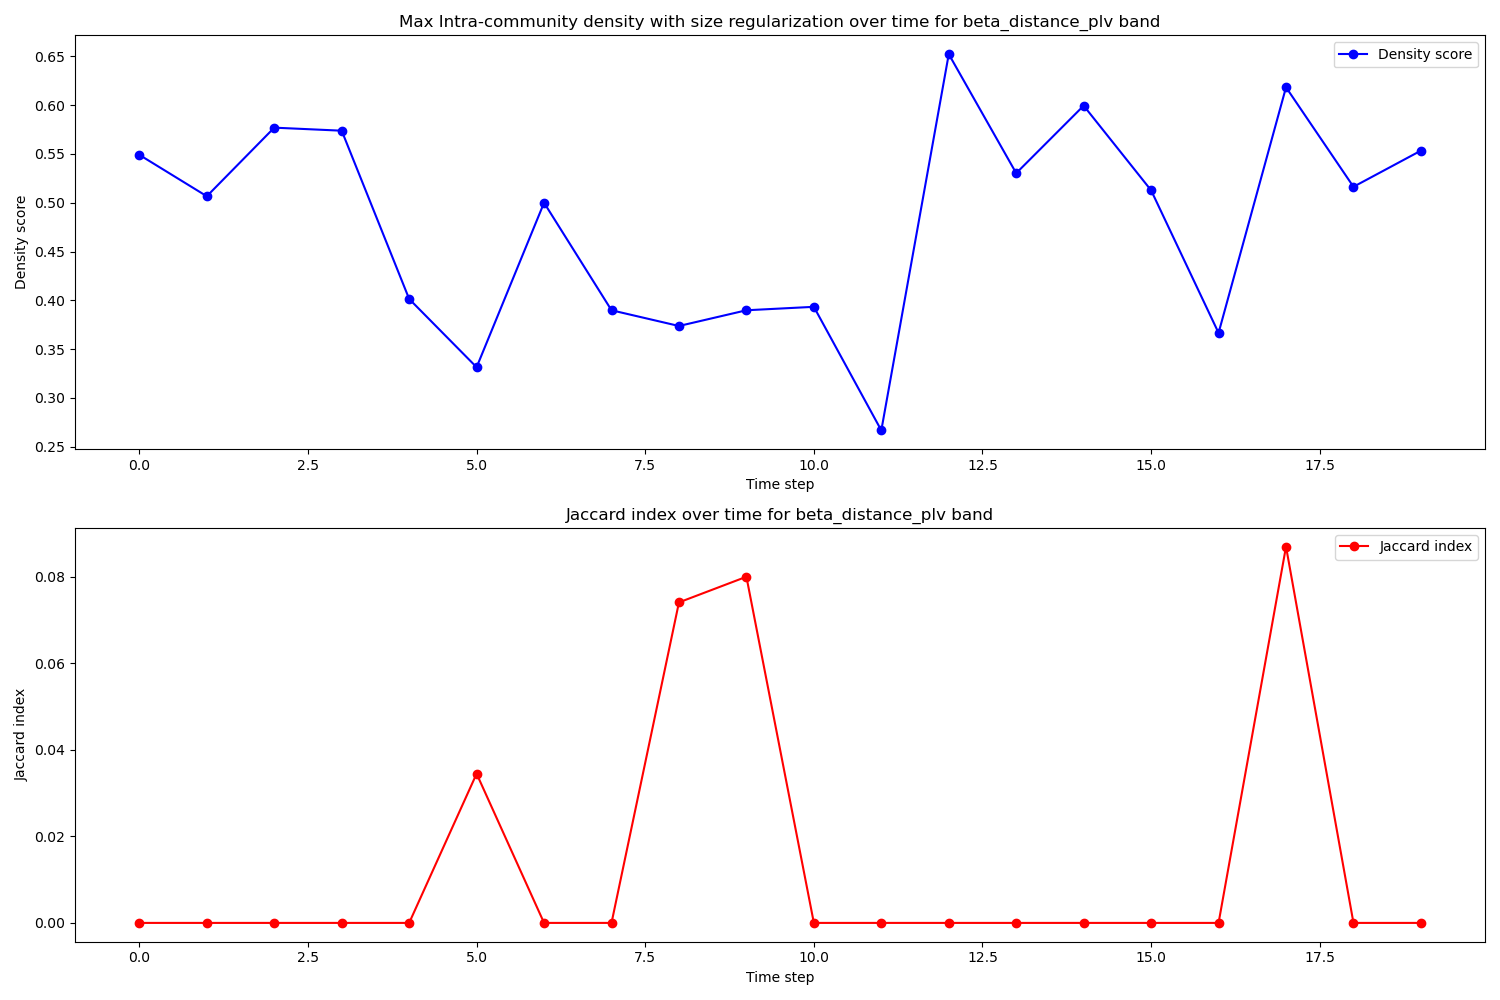 Max Intra-community density with size regularization over time for beta_distance_plv band
Density score
0.65
0.60
0.55
0.50
0.45
0.40
0.35
0.30
0.25
Density score
0.0 2.5 5.0 7.5 10.0 12.5 15.0 17.5
Time step
Jaccard index over time for beta_distance_plv band
Jaccard index
0.08
0.06
0.04
0.02
0.00
Jaccard index
0.0 2.5 5.0 7.5 10.0 12.5 15.0 17.5
Time step